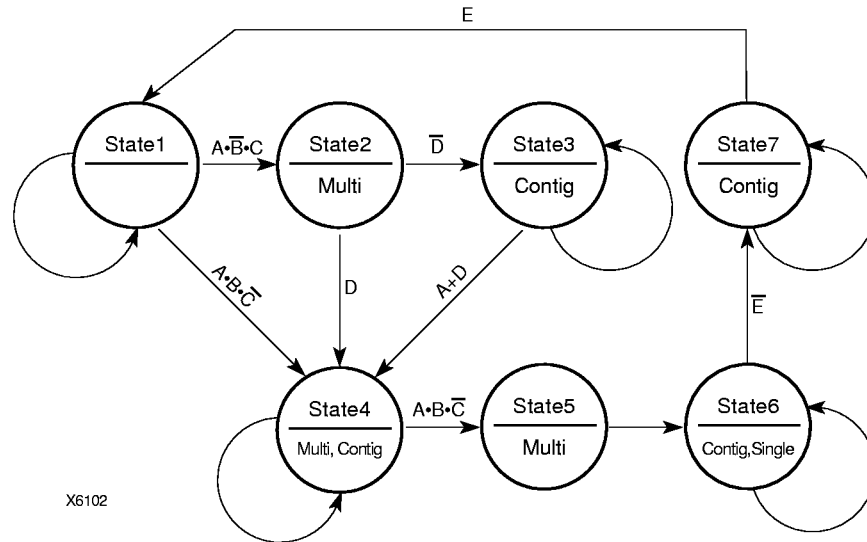 E
State1
A•B̅•C
State2
Multi
D̅
State3
Contig
State7
Contig
A•B•C̅
D
A+D
E̅
State4
Multi, Contig
A•B•C̅
State5
Multi
State6
Contig,Single
X6102